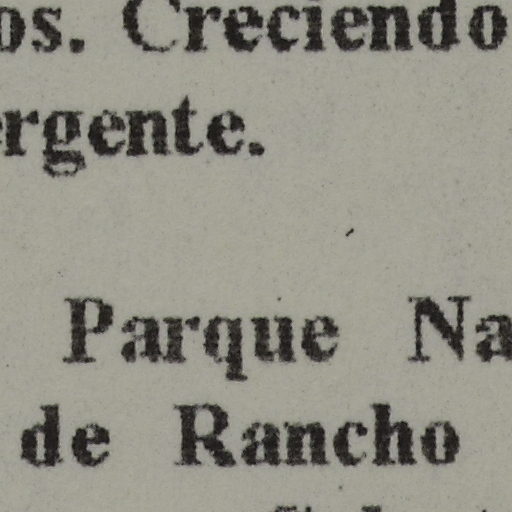 os. Creciendo
ergente.
Parque Na
de Rancho